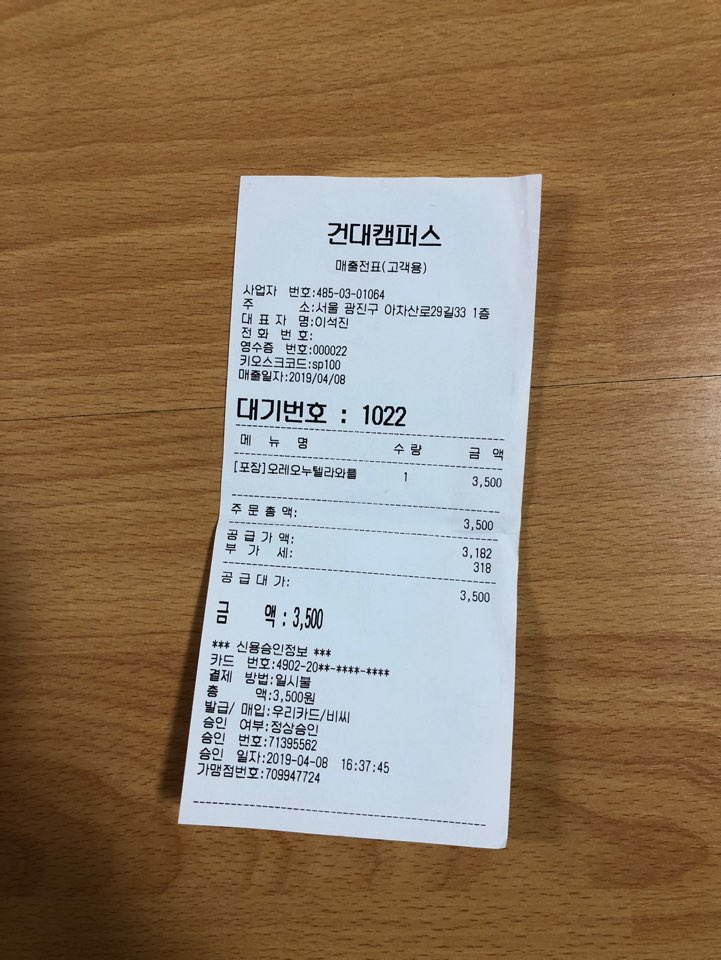 건대캠퍼스
매출전표(고객용)
사업자 번호:485-03-01064
주 소:서울 광진구 아차산로29길33 1층
대 표 자 명:이석진
전 화 번 호:
영수증 번호:000022
키오스크코드:sp100
매출일자:2019/04/08
대기번호 : 1022
메 뉴 명 수 량 금 액
[포장]오레오누텔라와플 1 3,500
주 문 총 액: 3,500
공 급 가 액: 3,182
부 가 세: 318
공 급 대 가: 3,500
금 액 : 3,500
*** 신용승인정보 ***
카드 번호:4902-20**-****-****
결제 방법:일시불
총 액:3,500원
발급/ 매입:우리카드/비씨
승인 여부:정상승인
승인 번호:71395562
승인 일자:2019-04-08 16:37:45
가맹점번호:709947724